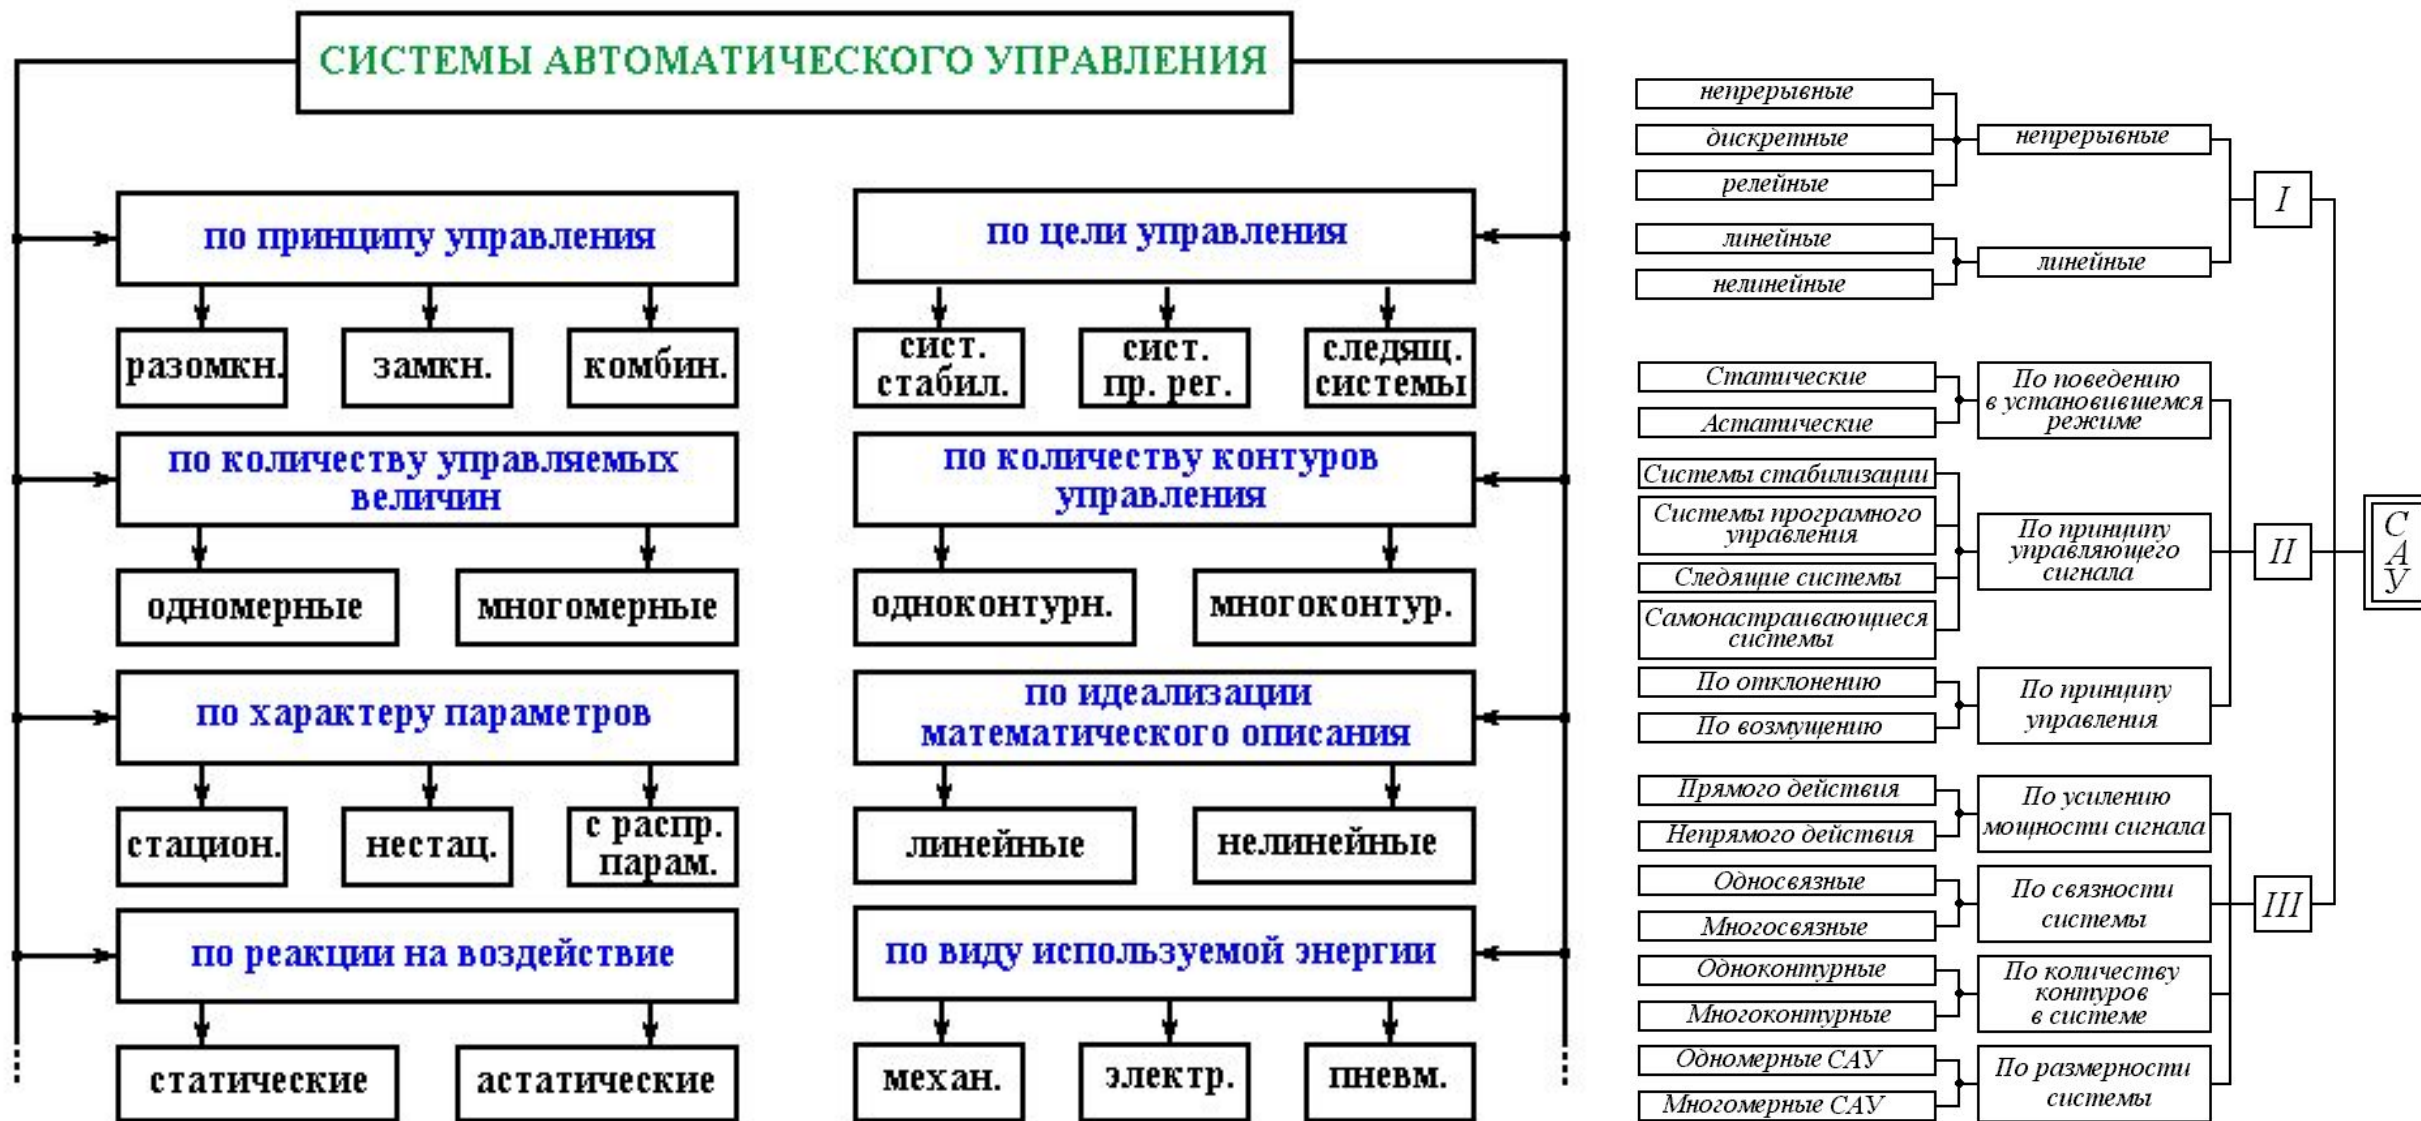 СИСТЕМЫ АВТОМАТИЧЕСКОГО УПРАВЛЕНИЯ
по принципу управления
разомкн.
замкн.
комбин.
по количеству управляемых
величин
одномерные
многомерные
по характеру параметров
стацион.
нестац.
с распр.
парам.
по реакции на воздействие
статические
астатические
по цели управления
сист.
стабил.
сист.
пр. рег.
следящ.
системы
по количеству контуров
управления
одноконтурн.
многоконтур.
по идеализации
математического описания
линейные
нелинейные
по виду используемой энергии
механ.
электр.
пневм.
непрерывные
дискретные
релейные
непрерывные
линейные
нелинейные
линейные
I
Статические
Астатические
По поведению
в установившемся
режиме
Системы стабилизации
Системы програмного
управления
Следящие системы
Самонастраивающиеся
системы
По принципу
управляющего
сигнала
По отклонению
По возмущению
По принципу
управления
II
Прямого действия
Непрямого действия
По усилению
мощности сигнала
Односвязные
Многосвязные
По связности
системы
Одноконтурные
Многоконтурные
По количеству
контуров
в системе
Одномерные САУ
Многомерные САУ
По размерности
системы
III
С
А
У